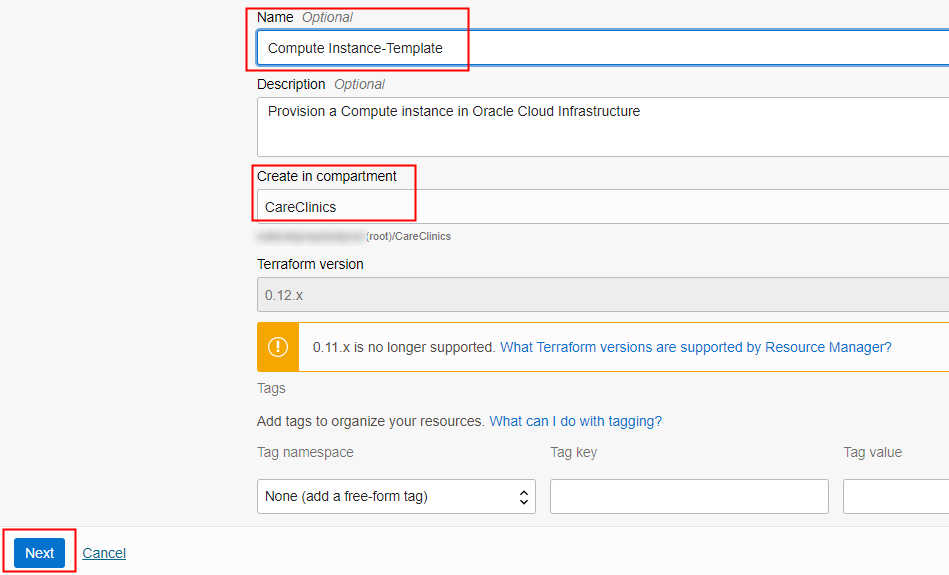 Name Optional
Compute Instance-Template
Description Optional
Provision a Compute instance in Oracle Cloud Infrastructure
Create in compartment
CareClinics
(root)/CareClinics
Terraform version
0.12.x
0.11.x is no longer supported. What Terraform versions are supported by Resource Manager?
Tags
Add tags to organize your resources. What can I do with tagging?
Tag namespace Tag key Tag value
None (add a free-form tag)
Next Cancel